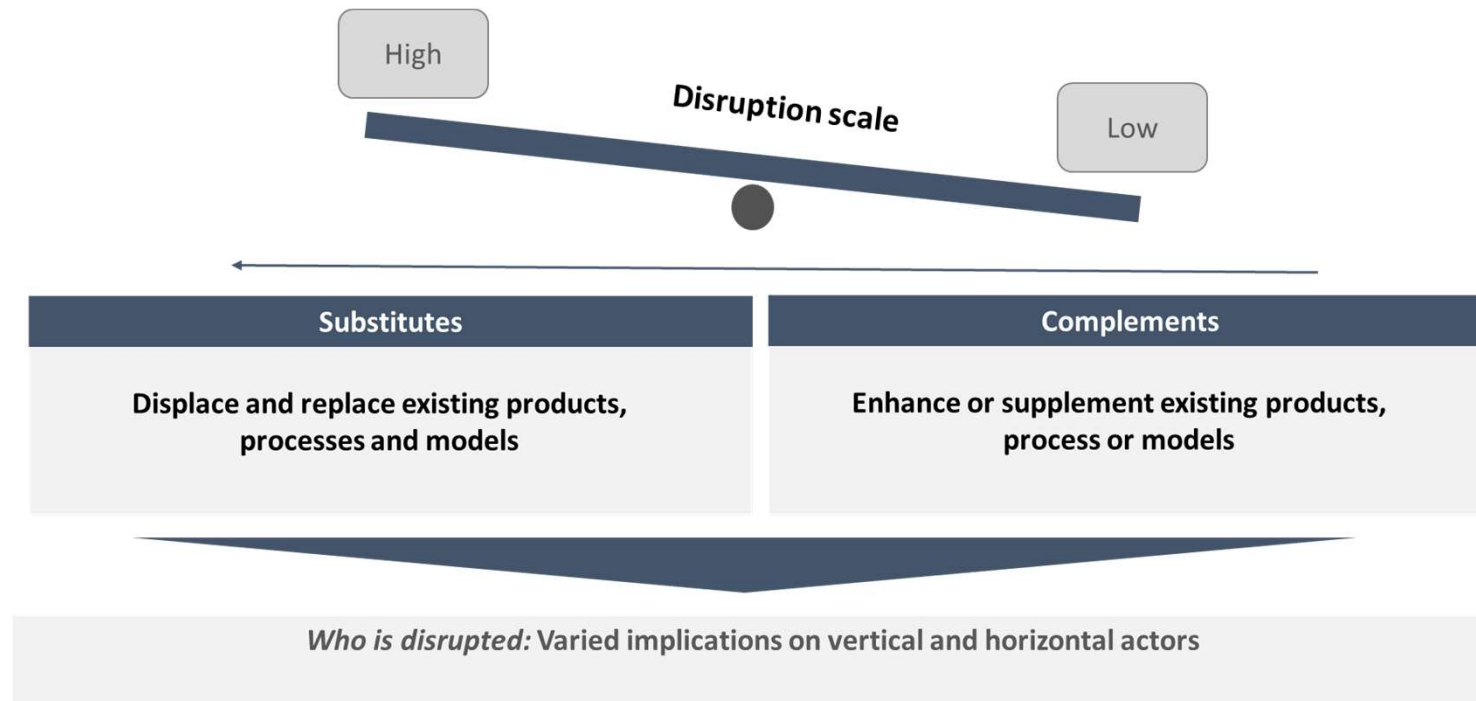 High
Disruption scale
Low
Substitutes
Complements
Displace and replace existing products,
processes and models
Enhance or supplement existing products,
process or models
Who is disrupted: Varied implications on vertical and horizontal actors